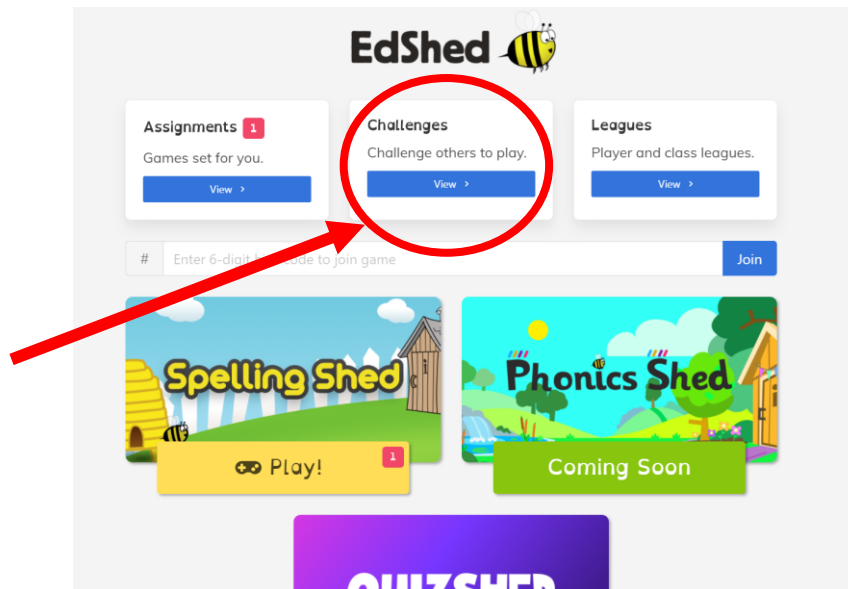 EdShed
Assignments 1
Games set for you.
View >
Challenges
Challenge others to play.
View >
Leagues
Player and class leagues.
View >
# Enter 6-digit code to join game
Join
Spelling Shed
Play! 1
Phonics Shed
Coming Soon
QUIZSHED